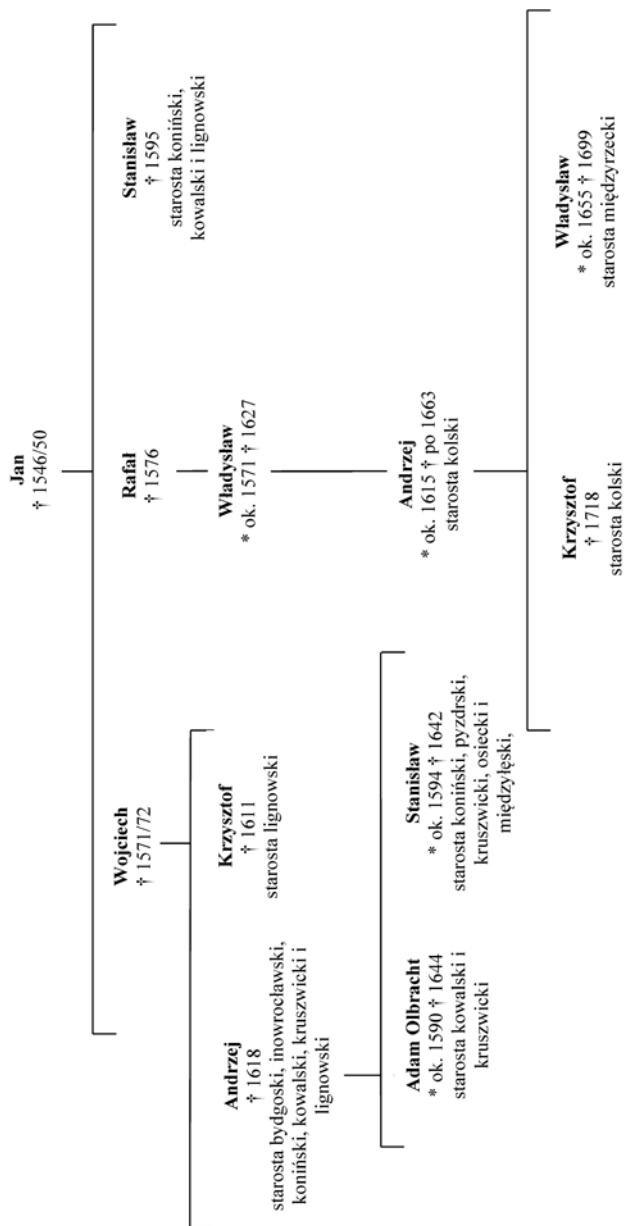 Jan
† 1546/50
Wojciech
† 1571/72
Rafał
† 1576
Stanisław
† 1595
starosta koniński,
kowalski i lignowski
Andrzej
† 1618
starosta bydgoski, inowrocławski,
koniński, kowalski, kruszwicki i
lignowski
Krzysztof
† 1611
starosta lignowski
Władysław
* ok. 1571 † 1627
Adam Olbracht
* ok. 1590 † 1644
starosta kowalski i
kruszwicki
Stanisław
* ok. 1594 † 1642
starosta koniński, pyzdrski,
kruszwicki, osiecki i
międzyłęski,
Andrzej
* ok. 1615 † po 1663
starosta kolski
Krzysztof
† 1718
starosta kolski
Władysław
* ok. 1655 † 1699
starosta międzyrzecki